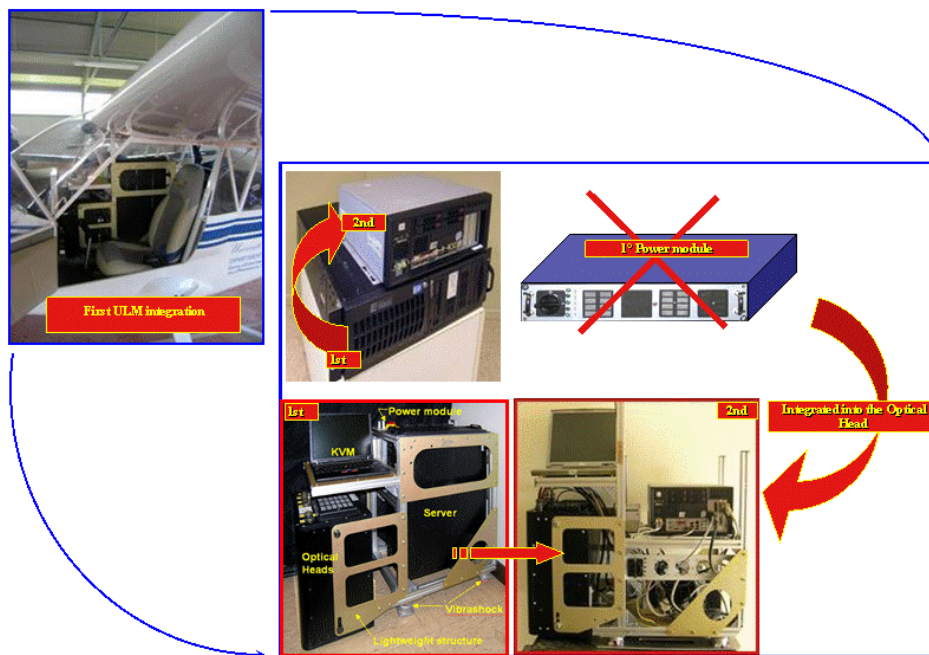 First ULM integration
2nd
1st
1° Power module
Integrated into the Optical
Head
1st
Power module
KVM
Server
Optical
Heads
Vibrashock
Lightweight structure
2nd